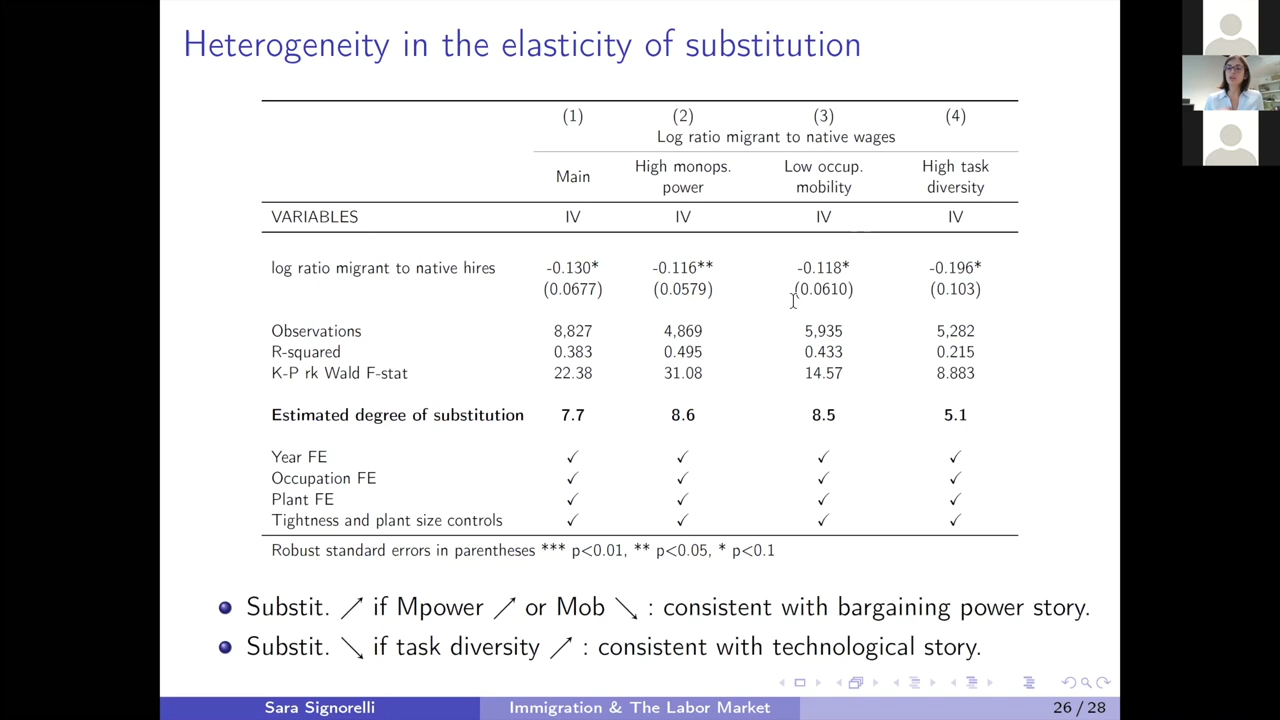 Heterogeneity in the elasticity of substitution
(1) (2) (3) (4)
Log ratio migrant to native wages
Main High monops. power Low occup. mobility High task diversity
VARIABLES IV IV IV IV
log ratio migrant to native hires -0.130* -0.116** -0.118* -0.196*
(0.0677) (0.0579) (0.0610) (0.103)
Observations 8,827 4,869 5,935 5,282
R-squared 0.383 0.495 0.433 0.215
K-P rk Wald F-stat 22.38 31.08 14.57 8.883
Estimated degree of substitution 7.7 8.6 8.5 5.1
Year FE ✓ ✓ ✓ ✓
Occupation FE ✓ ✓ ✓ ✓
Plant FE ✓ ✓ ✓ ✓
Tightness and plant size controls ✓ ✓ ✓ ✓
Robust standard errors in parentheses *** p<0.01, ** p<0.05, * p<0.1
Substit. ↗ if Mpower ↗ or Mob ↘ : consistent with bargaining power story.
Substit. ↘ if task diversity ↗ : consistent with technological story.
Sara Signorelli Immigration & The Labor Market 26 / 28